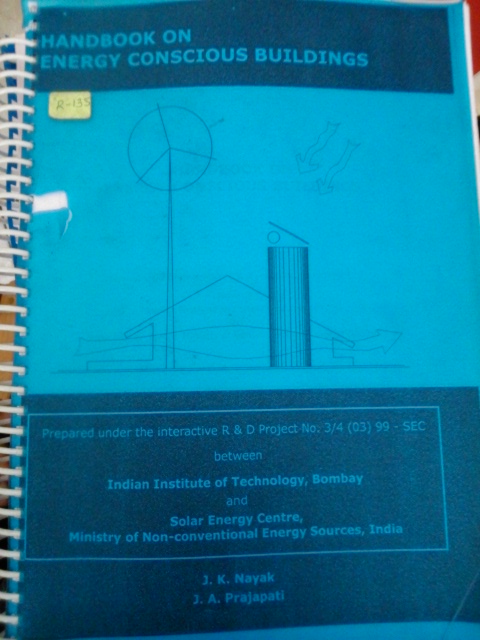 HANDBOOK ON
ENERGY CONSCIOUS BUILDINGS
R-135
Prepared under the interactive R & D Project No. 3/4 (03) 99 - SEC
between
Indian Institute of Technology, Bombay
and
Solar Energy Centre,
Ministry of Non-conventional Energy Sources, India
J. K. Nayak
J. A. Prajapati